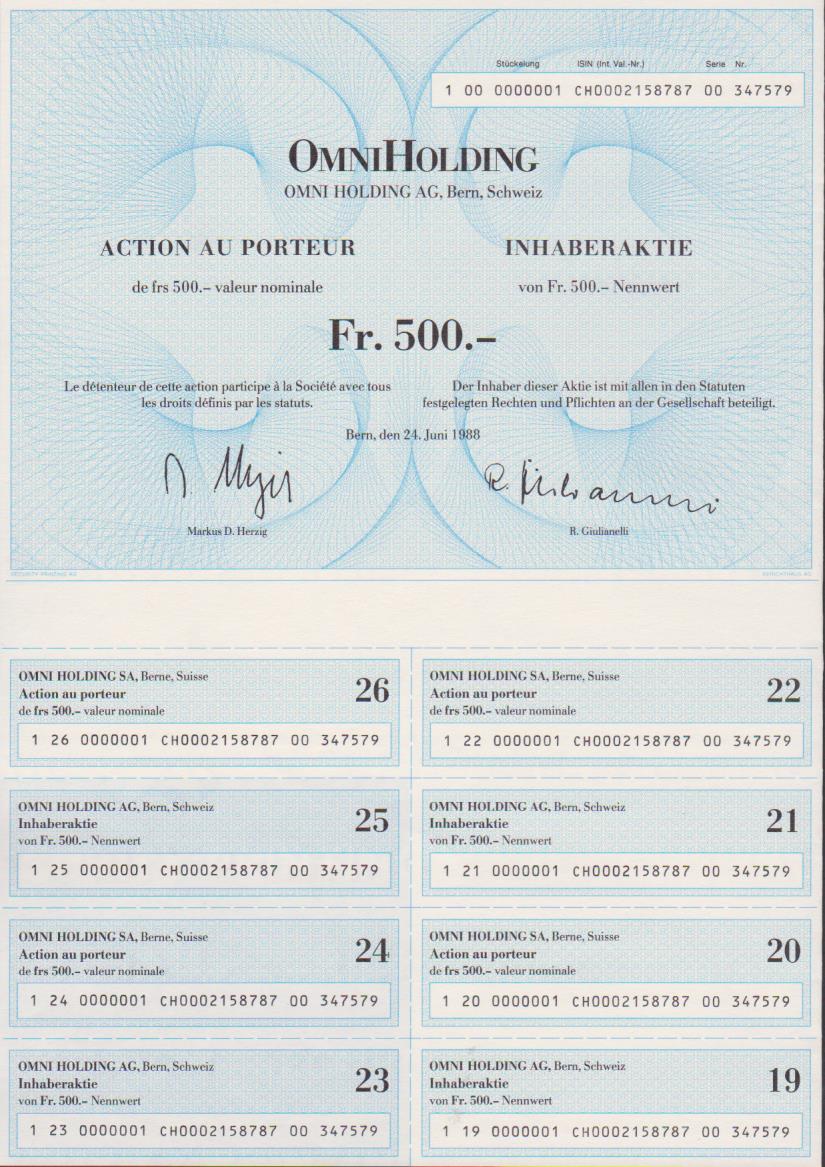 Stückelung ISIN (Int. Val.-Nr.) Serie Nr.
1 00 0000001 CH0002158787 00 347579
OMNIHOLDING
OMNI HOLDING AG, Bern, Schweiz
ACTION AU PORTEUR
de frs 500.– valeur nominale
INHABERAKTIE
von Fr. 500.– Nennwert
Fr. 500.–
Le détenteur de cette action participe à la Société avec tous
les droits définis par les statuts.
Der Inhaber dieser Aktie ist mit allen in den Statuten
festgelegten Rechten und Pflichten an der Gesellschaft beteiligt.
Bern, den 24. Juni 1988
Markus D. Herzig
R. Giulianelli
SECURITY PRINTING AG
BERICHTHAUS AG
OMNI HOLDING SA, Berne, Suisse
Action au porteur
de frs 500.– valeur nominale
26
1 26 0000001 CH0002158787 00 347579
OMNI HOLDING SA, Berne, Suisse
Action au porteur
de frs 500.– valeur nominale
22
1 22 0000001 CH0002158787 00 347579
OMNI HOLDING AG, Bern, Schweiz
Inhaberaktie
von Fr. 500.– Nennwert
25
1 25 0000001 CH0002158787 00 347579
OMNI HOLDING AG, Bern, Schweiz
Inhaberaktie
von Fr. 500.– Nennwert
21
1 21 0000001 CH0002158787 00 347579
OMNI HOLDING SA, Berne, Suisse
Action au porteur
de frs 500.– valeur nominale
24
1 24 0000001 CH0002158787 00 347579
OMNI HOLDING SA, Berne, Suisse
Action au porteur
de frs 500.– valeur nominale
20
1 20 0000001 CH0002158787 00 347579
OMNI HOLDING AG, Bern, Schweiz
Inhaberaktie
von Fr. 500.– Nennwert
23
1 23 0000001 CH0002158787 00 347579
OMNI HOLDING AG, Bern, Schweiz
Inhaberaktie
von Fr. 500.– Nennwert
19
1 19 0000001 CH0002158787 00 347579